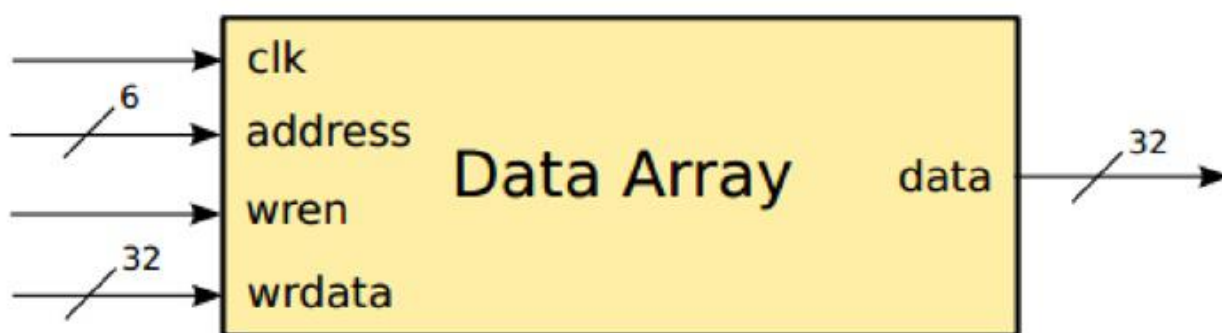 clk
6
address
Data Array
data
32
wren
32
wrdata